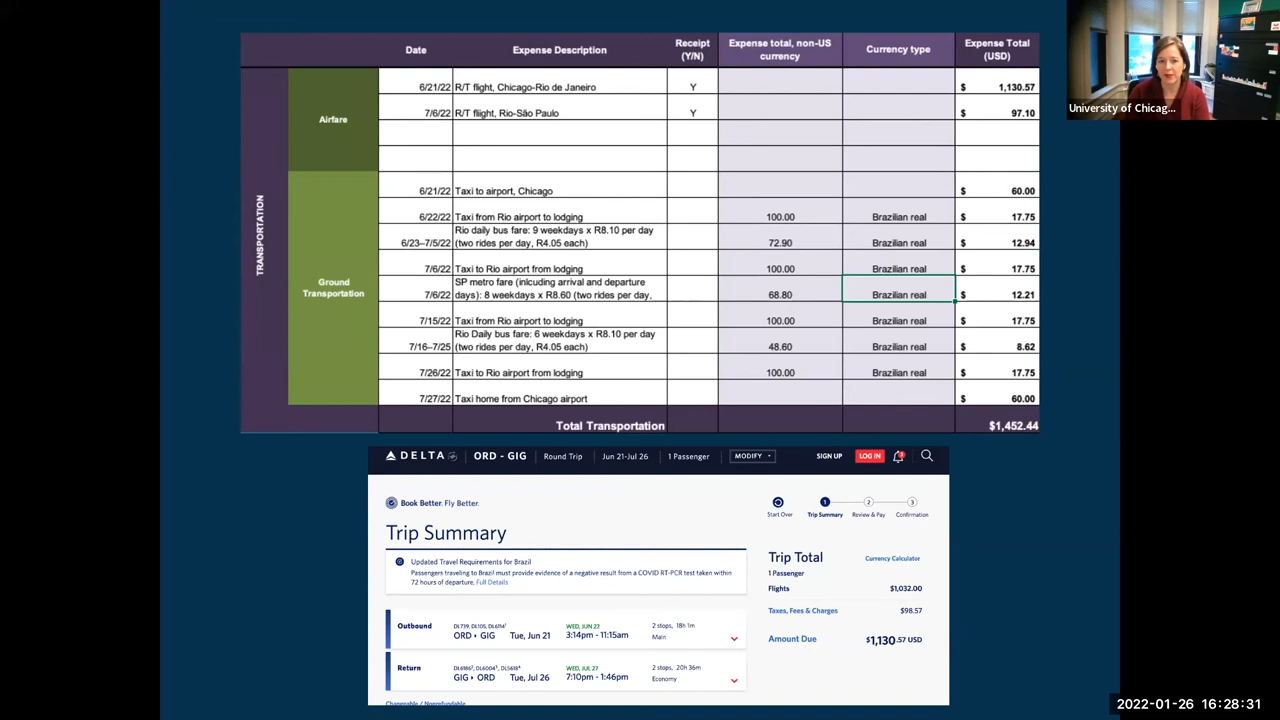 Date Expense Description Receipt (Y/N) Expense total, non-US currency Currency type Expense Total (USD)
TRANSPORTATION
Airfare
6/21/22 R/T flight, Chicago-Rio de Janeiro Y $ 1,130.57
7/6/22 R/T flight, Rio-São Paulo Y $ 97.10
Ground Transportation
6/21/22 Taxi to airport, Chicago $ 60.00
6/22/22 Taxi from Rio airport to lodging 100.00 Brazilian real $ 17.75
6/23–7/5/22 Rio daily bus fare: 9 weekdays x R8.10 per day (two rides per day, R4.05 each) 72.90 Brazilian real $ 12.94
7/6/22 Taxi to Rio airport from lodging 100.00 Brazilian real $ 17.75
7/6/22 SP metro fare (inlcuding arrival and departure days): 8 weekdays x R8.60 (two rides per day, 68.80 Brazilian real $ 12.21
7/15/22 Taxi from Rio airport to lodging 100.00 Brazilian real $ 17.75
7/16–7/25 Rio Daily bus fare: 6 weekdays x R8.10 per day (two rides per day, R4.05 each) 48.60 Brazilian real $ 8.62
7/26/22 Taxi to Rio airport from lodging 100.00 Brazilian real $ 17.75
7/27/22 Taxi home from Chicago airport $ 60.00
Total Transportation $1,452.44
University of Chicag...
DELTA ORD - GIG Round Trip Jun 21-Jul 26 1 Passenger MODIFY SIGN UP LOG IN
Book Better. Fly Better.
Start Over 1 Trip Summary 2 Review & Pay 3 Confirmation
Trip Summary
Updated Travel Requirements for Brazil
Passengers traveling to Brazil must provide evidence of a negative result from a COVID RT-PCR test taken within
72 hours of departure. Full Details
Outbound
ORD ▸ GIG Tue, Jun 21
WED, JUN 22
3:14pm - 11:15am
2 stops, 18h 1m
Main
Return
GIG ▸ ORD Tue, Jul 26
WED, JUL 27
7:10pm - 1:46pm
2 stops, 20h 36m
Economy
Changeable / Nonrefundable
Trip Total Currency Calculator
1 Passenger
Flights $1,032.00
Taxes, Fees & Charges $98.57
Amount Due $1,130.57 USD
2022-01-26 16:28:31